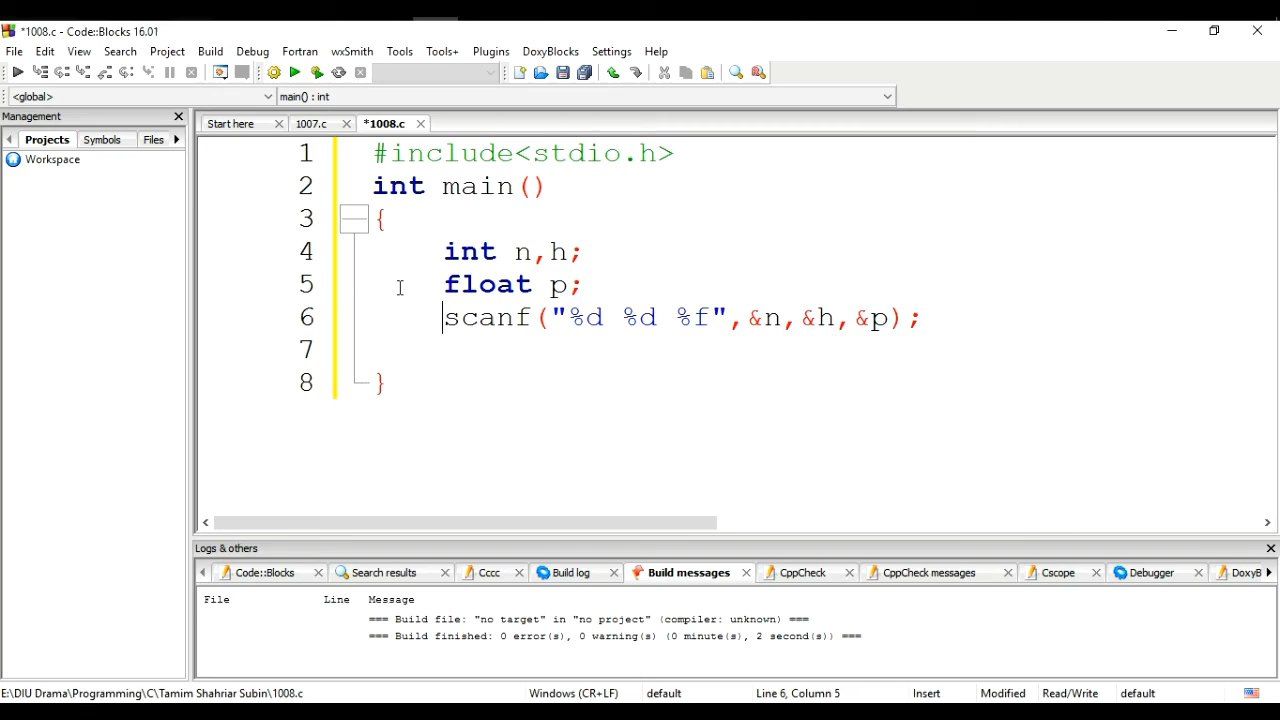 *1008.c - Code::Blocks 16.01
File Edit View Search Project Build Debug Fortran wxSmith Tools Tools+ Plugins DoxyBlocks Settings Help
<global> main() : int
Management
Projects Symbols Files
Workspace
Start here 1007.c *1008.c
1 #include<stdio.h>
2 int main()
3 {
4 int n,h;
5 float p;
6 scanf("%d %d %f",&n,&h,&p);
7
8 }
Logs & others
Code::Blocks Search results Cccc Build log Build messages CppCheck CppCheck messages Cscope Debugger DoxyB
File Line Message
=== Build file: "no target" in "no project" (compiler: unknown) ===
=== Build finished: 0 error(s), 0 warning(s) (0 minute(s), 2 second(s)) ===
E:\DIU Drama\Programming\C\Tamim Shahriar Subin\1008.c Windows (CR+LF) default Line 6, Column 5 Insert Modified Read/Write default